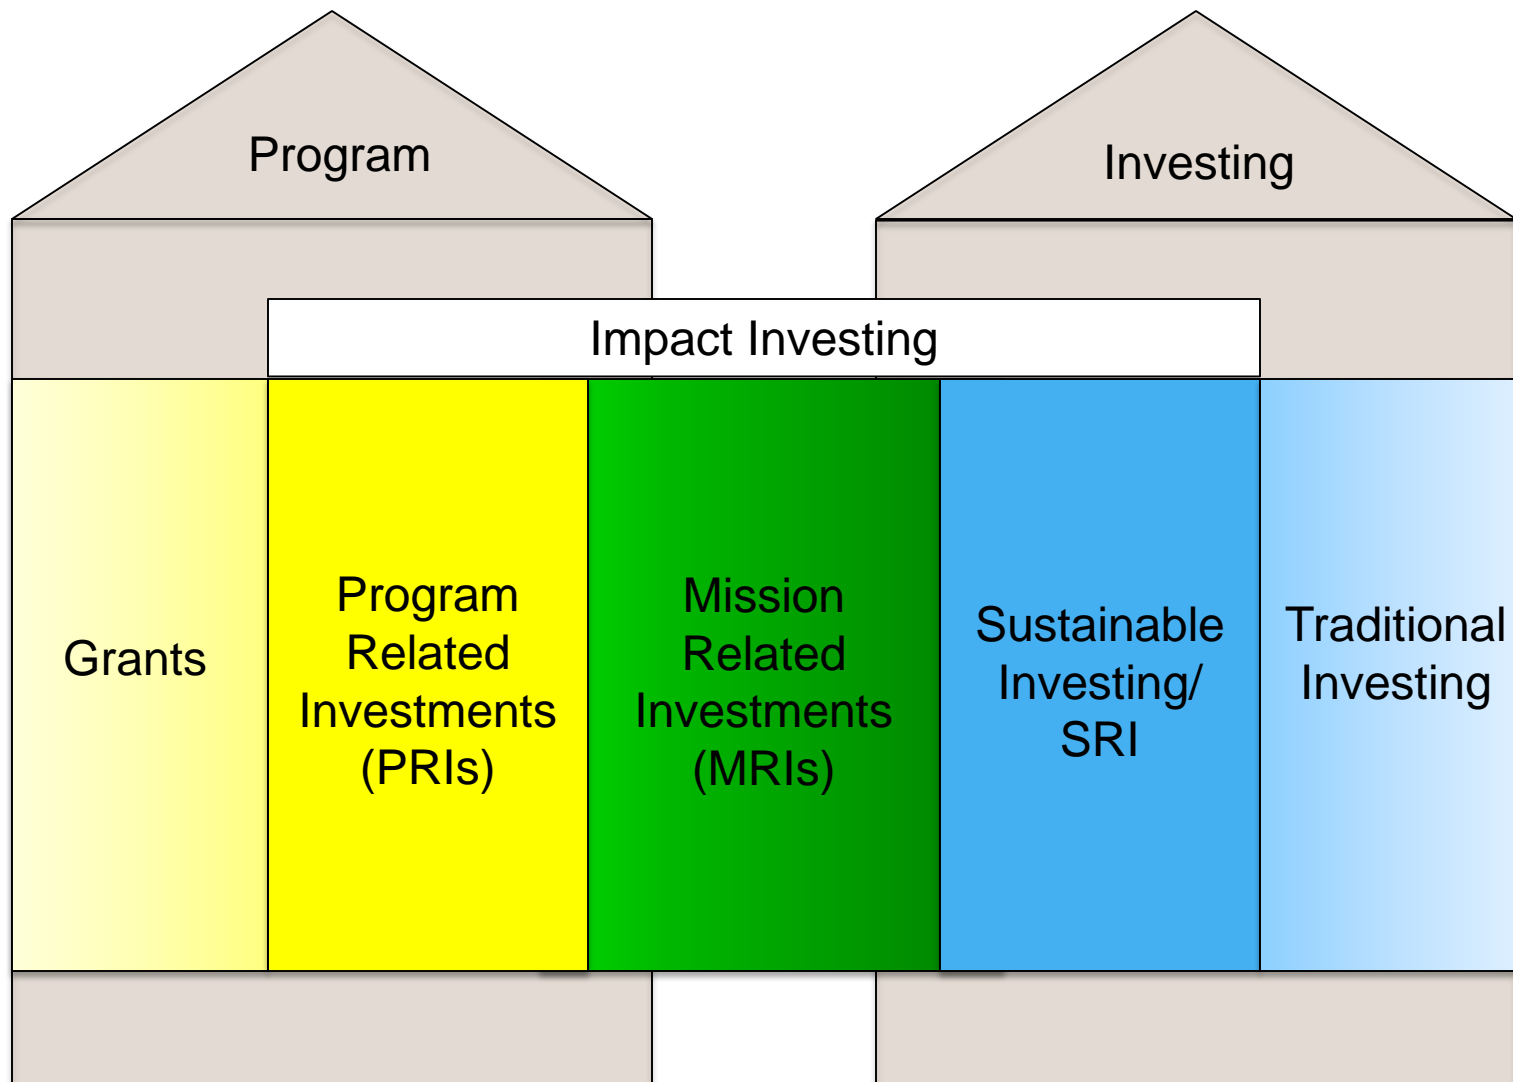 Program
Investing
Impact Investing
Grants
Program
Related
Investments
(PRIs)
Mission
Related
Investments
(MRIs)
Sustainable
Investing/
SRI
Traditional
Investing